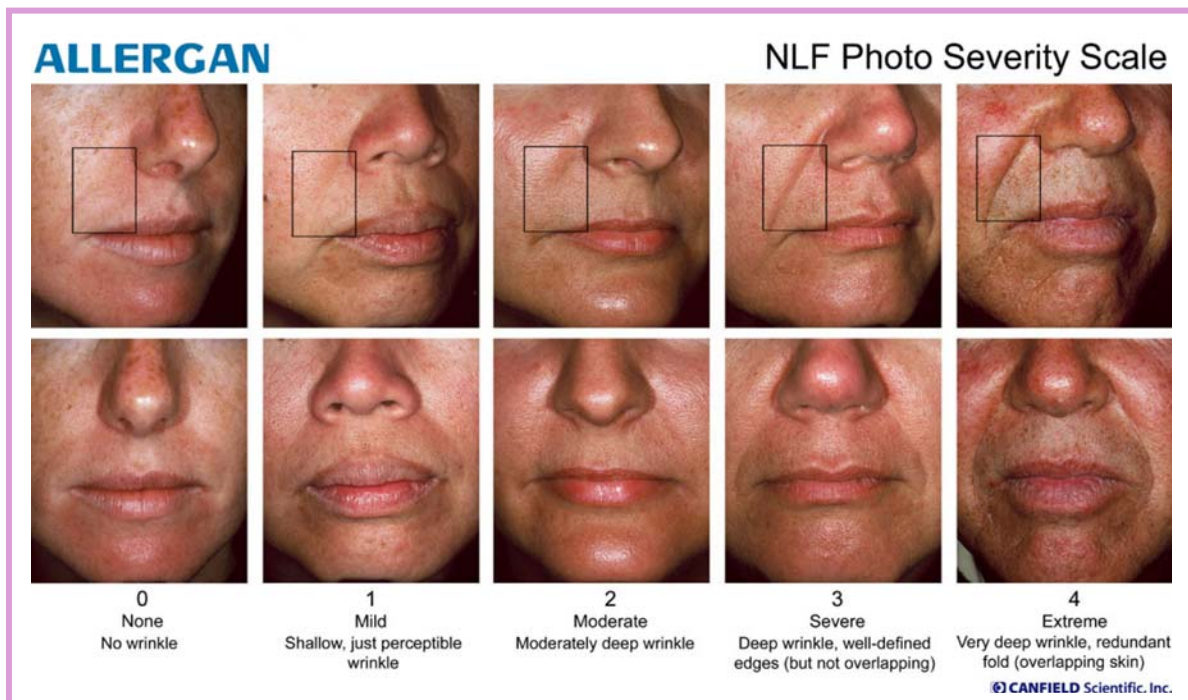 ALLERGAN
NLF Photo Severity Scale
0
None
No wrinkle
1
Mild
Shallow, just perceptible
wrinkle
2
Moderate
Moderately deep wrinkle
3
Severe
Deep wrinkle, well-defined
edges (but not overlapping)
4
Extreme
Very deep wrinkle, redundant
fold (overlapping skin)
CANFIELD Scientific, Inc.